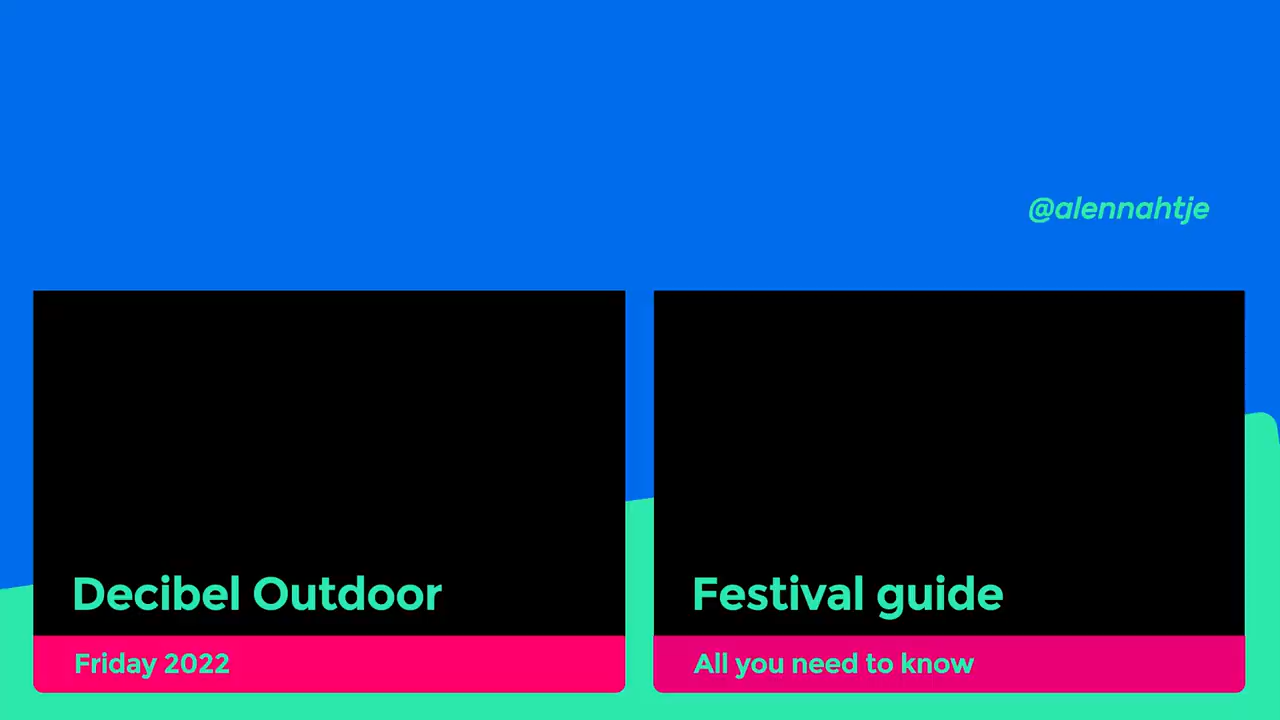 @alennahtje
Decibel Outdoor
Friday 2022
Festival guide
All you need to know